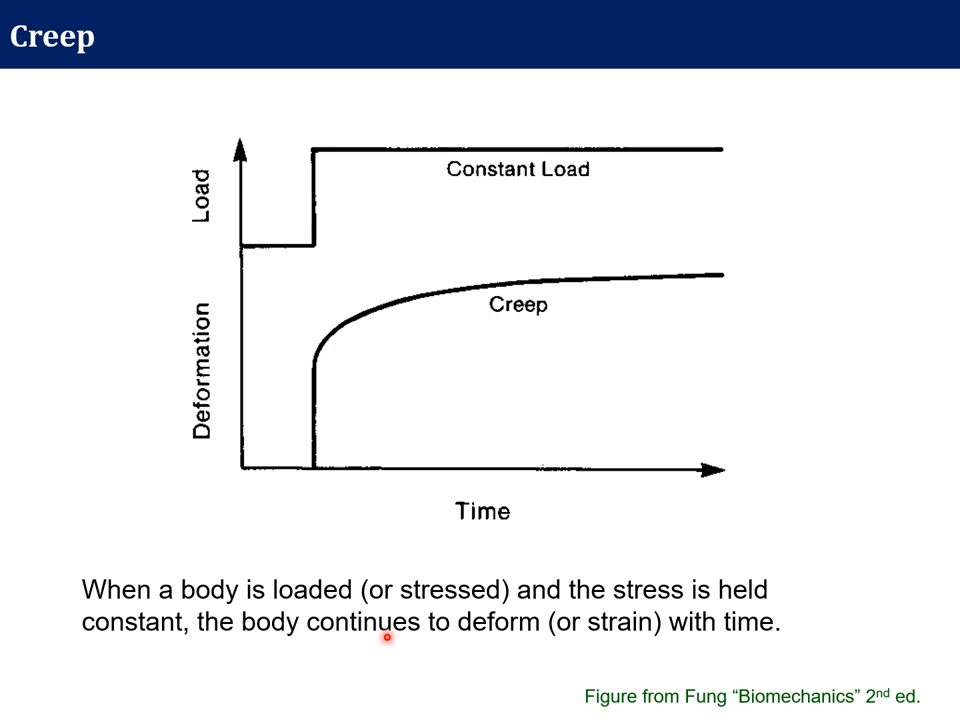 Creep
Load
Constant Load
Deformation
Creep
Time
When a body is loaded (or stressed) and the stress is held
constant, the body continues to deform (or strain) with time.
Figure from Fung “Biomechanics” 2nd ed.